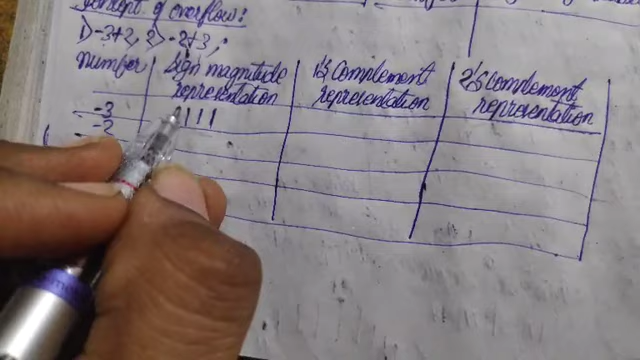 concept of overflow:
1) -3+2, 2) -2+3,
Number Sign magnitude representation 1's Complement representation 2's complement representation
-3 1111
-2